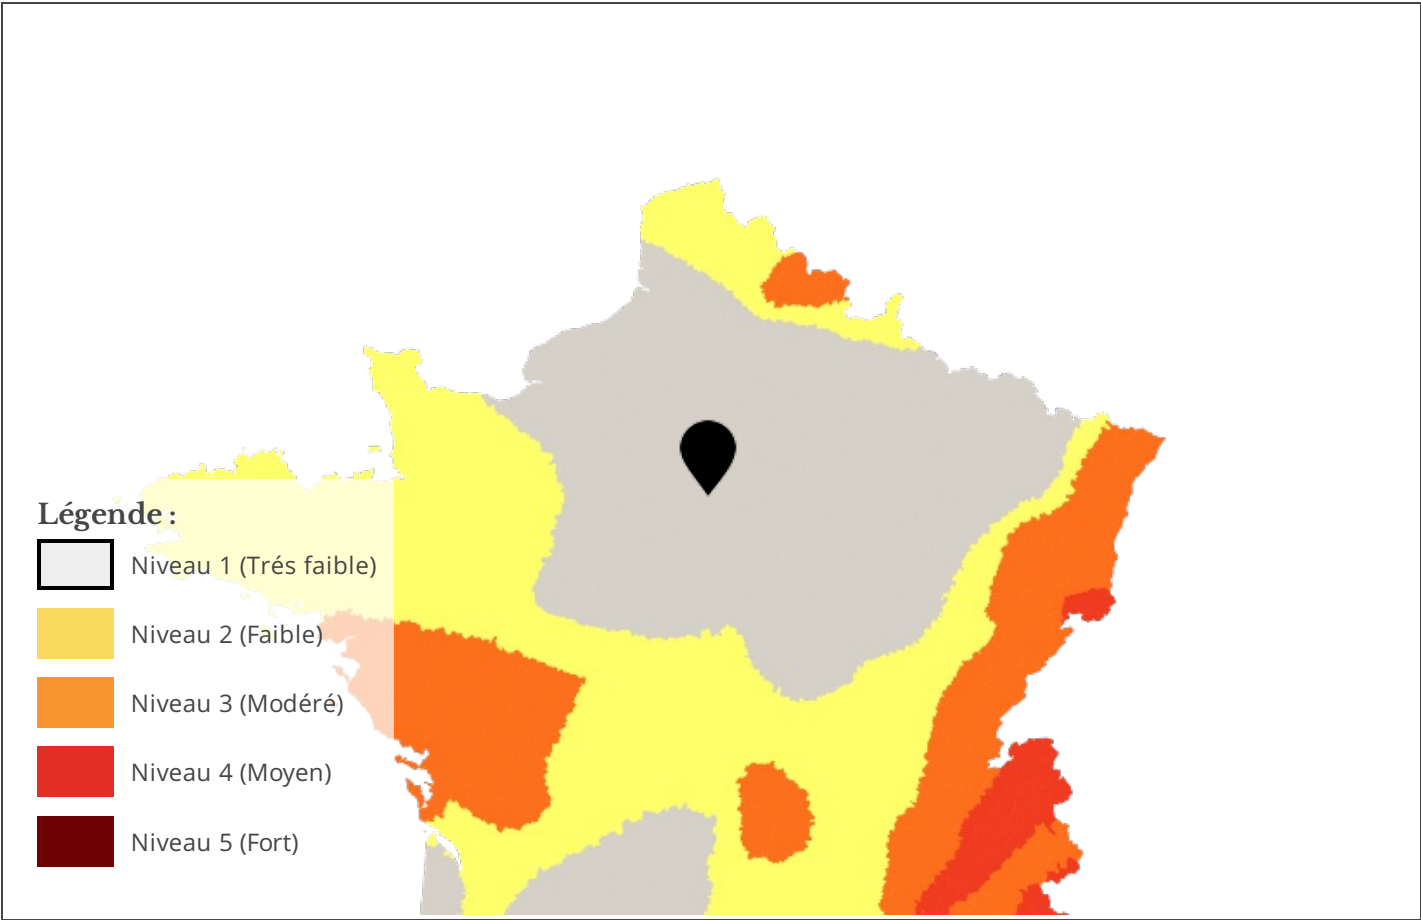 Légende :
Niveau 1 (Trés faible)
Niveau 2 (Faible)
Niveau 3 (Modéré)
Niveau 4 (Moyen)
Niveau 5 (Fort)